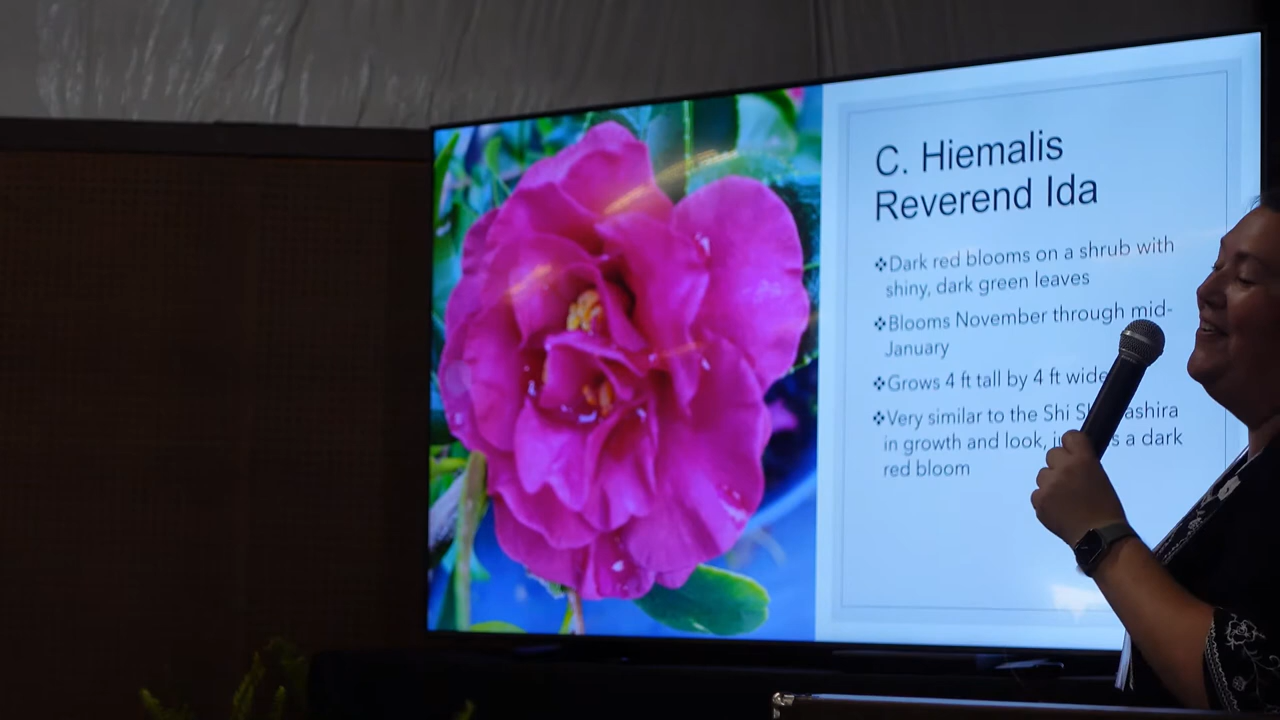 C. Hiemalis
Reverend Ida
❖Dark red blooms on a shrub with
shiny, dark green leaves
❖Blooms November through mid-
January
❖Grows 4 ft tall by 4 ft wide
❖Very similar to the Shi
in growth and look, a dark
red bloom